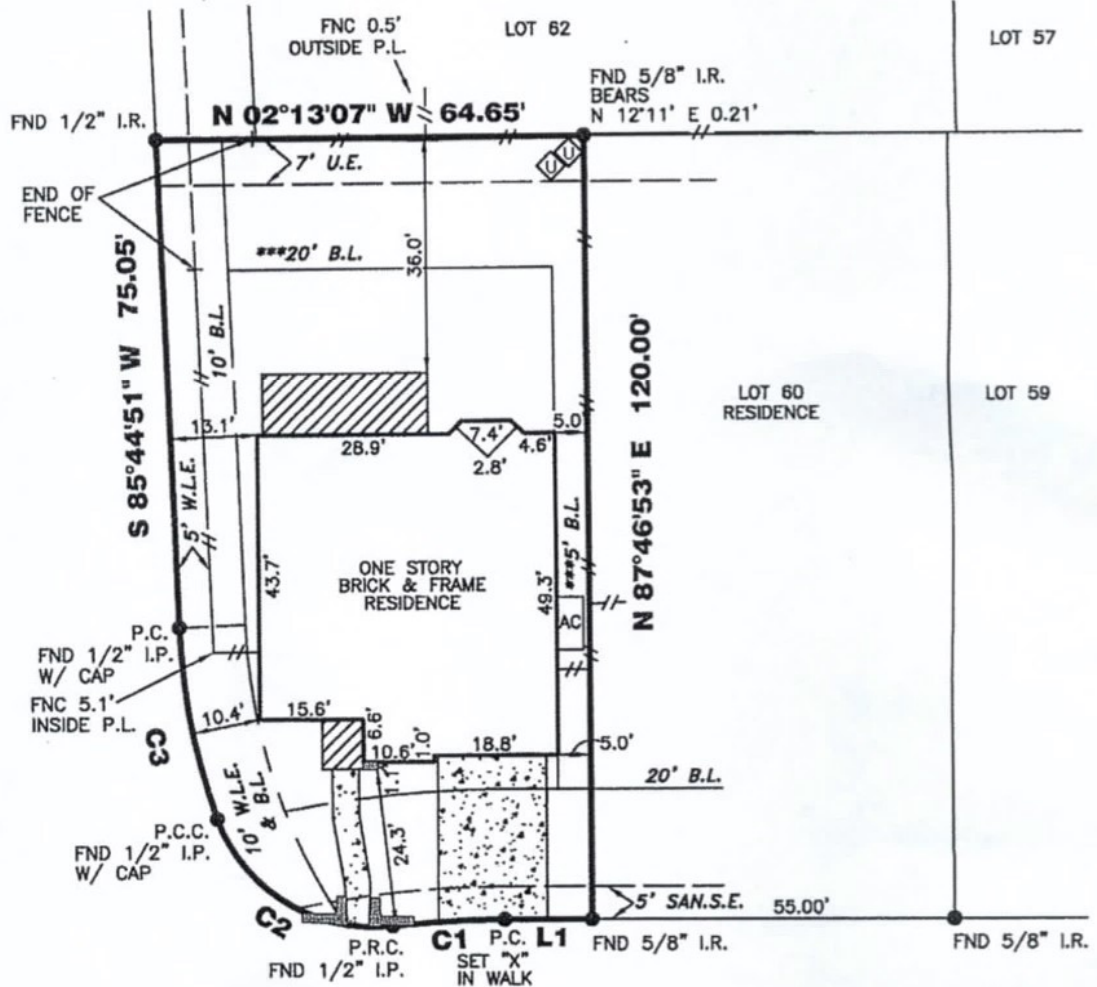 FNC 0.5'
OUTSIDE P.L.
LOT 62
LOT 57
FND 5/8" I.R.
BEARS
N 12°11' E 0.21'
FND 1/2" I.R.
N 02°13'07" W 64.65'
7' U.E.
U
U
END OF
FENCE
***20' B.L.
36.0'
S 85°44'51" W 75.05'
10' B.L.
N 87°46'53" E 120.00'
LOT 60
RESIDENCE
LOT 59
13.1'
28.9'
7.4'
2.8'
4.6'
5.0'
5' W.L.E.
***5' B.L.
43.7'
ONE STORY
BRICK & FRAME
RESIDENCE
49.3'
AC
P.C.
FND 1/2" I.P.
W/ CAP
FNC 5.1'
INSIDE P.L.
10.4'
15.6'
6.6'
10.6'
1.0'
18.8'
5.0'
C3
1.1'
20' B.L.
10' W.L.E.
& B.L.
24.3'
P.C.C.
FND 1/2" I.P.
W/ CAP
5' SAN.S.E.
55.00'
C2
P.R.C.
FND 1/2" I.P.
C1
P.C.
SET "X"
IN WALK
L1
FND 5/8" I.R.
FND 5/8" I.R.